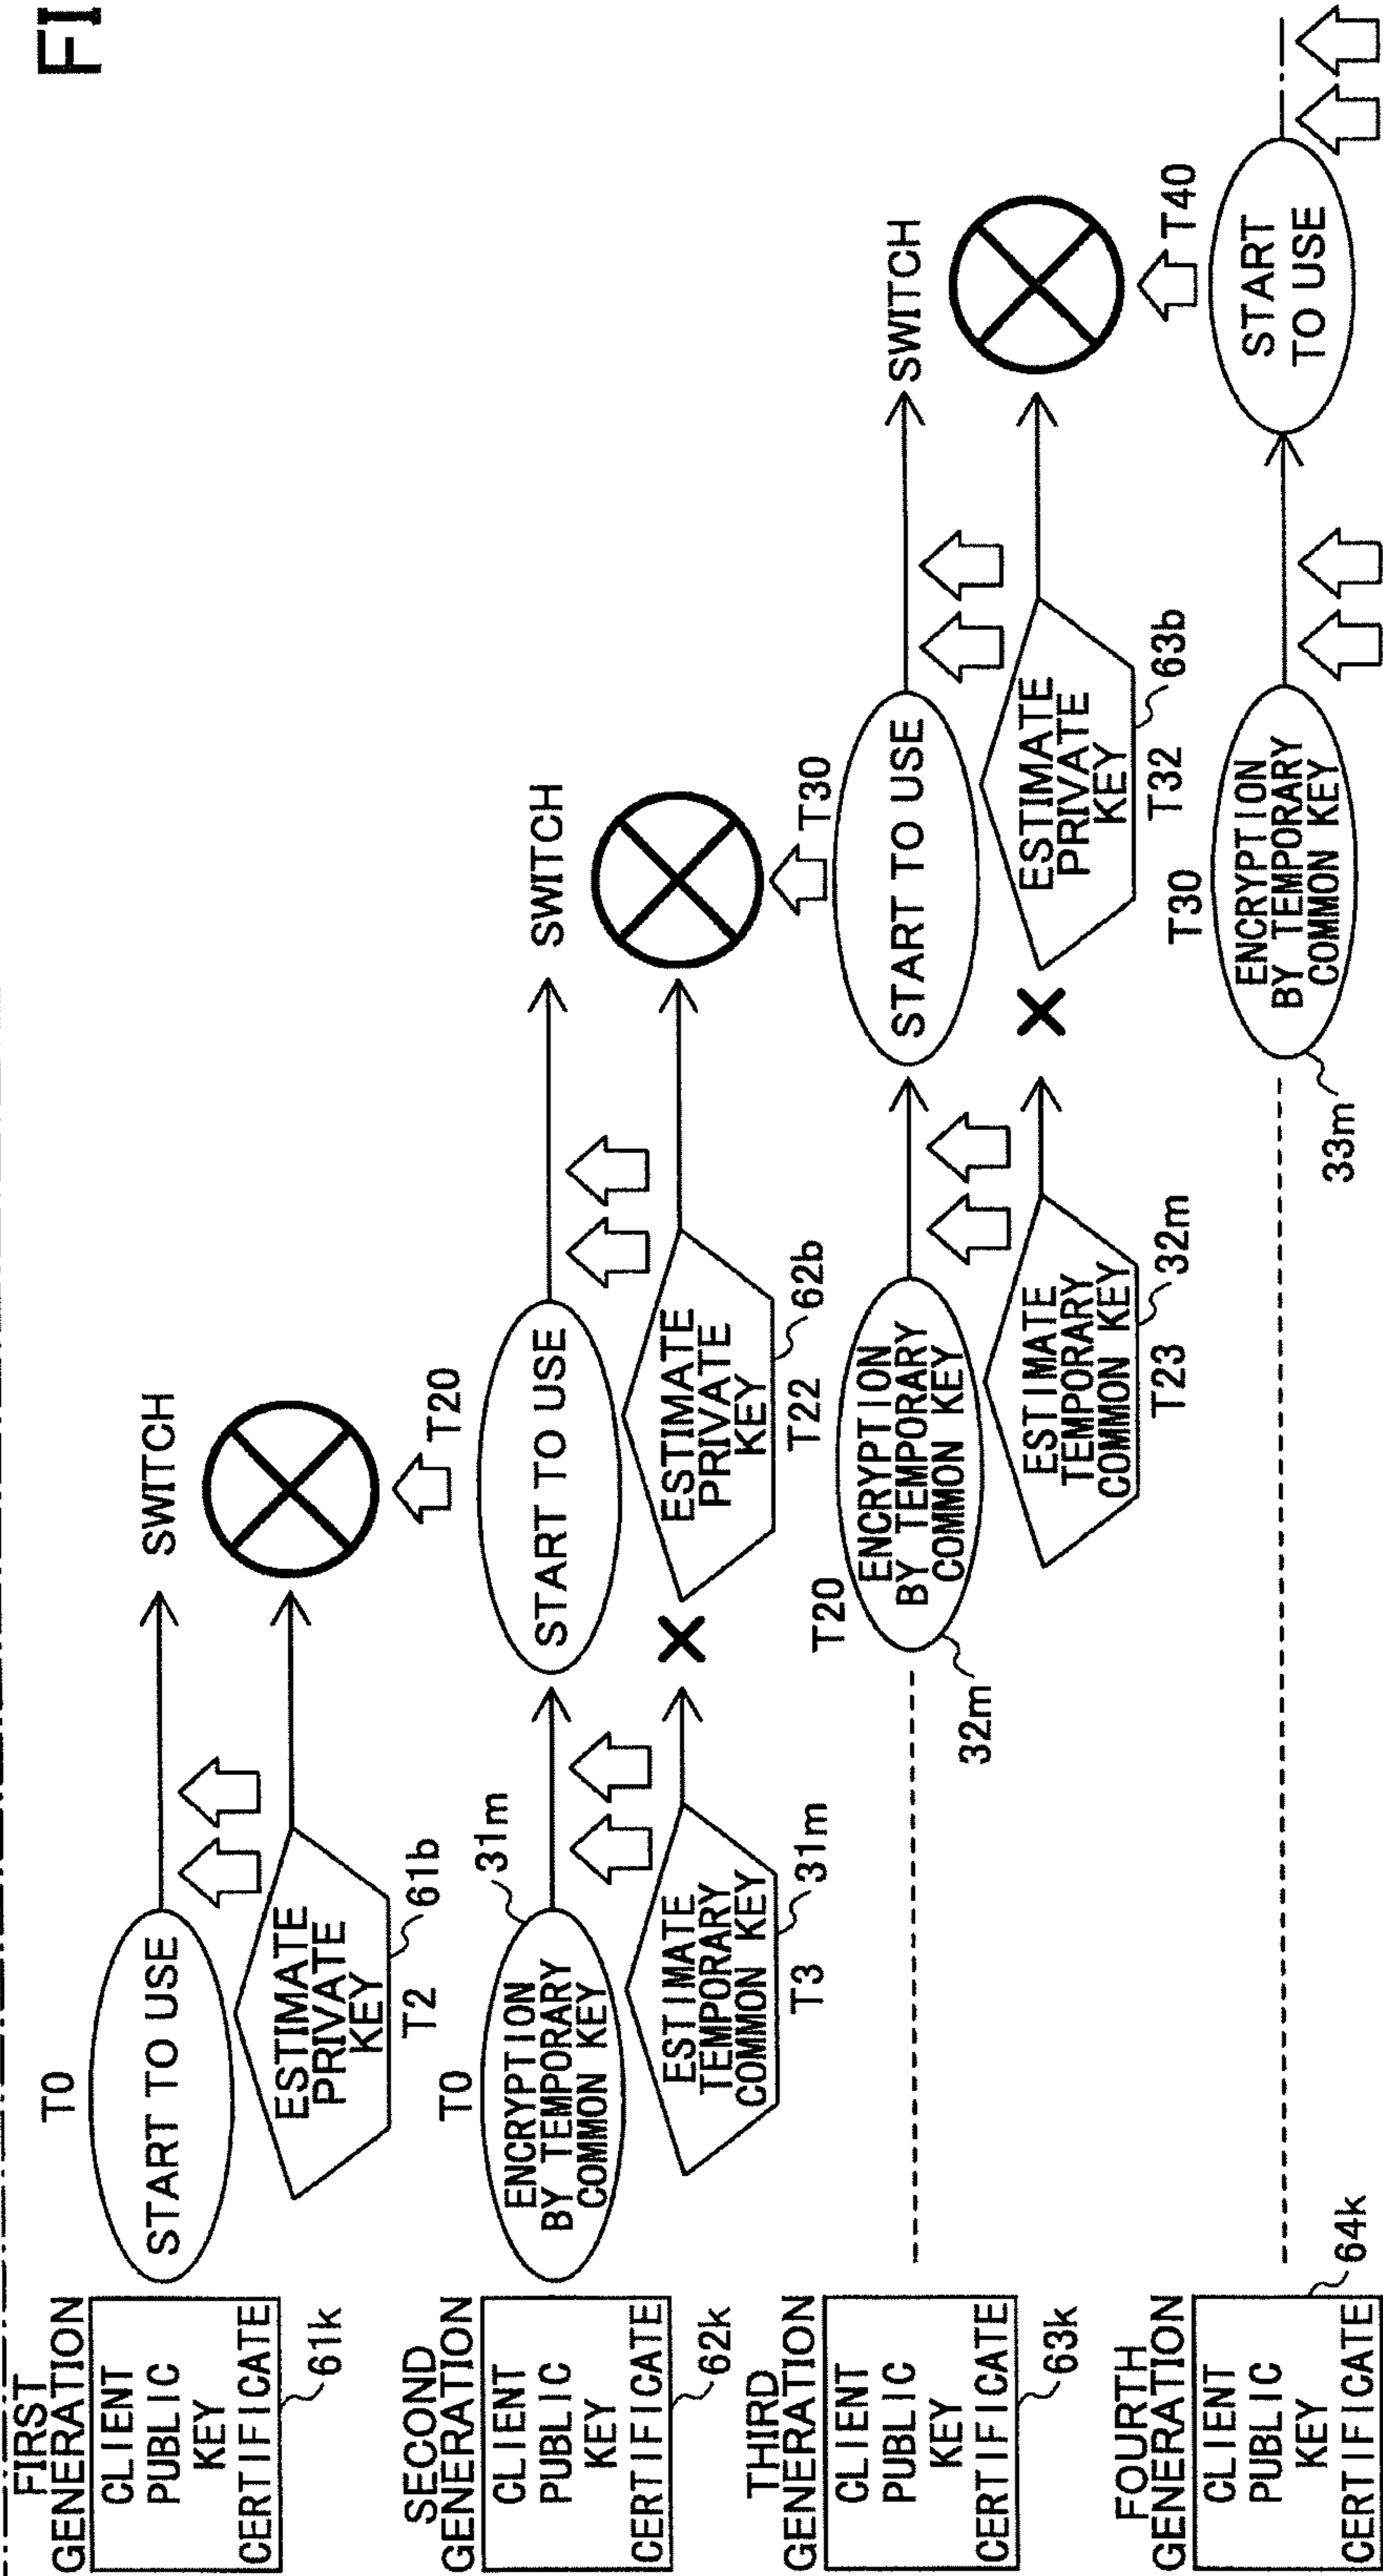 FI
FIRST
GENERATION
CLIENT
PUBLIC
KEY
CERTIFICATE
61k
T0
START TO USE
ESTIMATE
PRIVATE
KEY
61b
T2
SWITCH
T20
SECOND
GENERATION
CLIENT
PUBLIC
KEY
CERTIFICATE
62k
T0
ENCRYPTION
BY TEMPORARY
COMMON KEY
31m
ESTIMATE
TEMPORARY
COMMON KEY
31m
T3
START TO USE
ESTIMATE
PRIVATE
KEY
62b
T22
SWITCH
T30
THIRD
GENERATION
CLIENT
PUBLIC
KEY
CERTIFICATE
63k
T20
ENCRYPTION
BY TEMPORARY
COMMON KEY
32m
ESTIMATE
TEMPORARY
COMMON KEY
32m
T23
START TO USE
ESTIMATE
PRIVATE
KEY
63b
T32
SWITCH
T40
FOURTH
GENERATION
CLIENT
PUBLIC
KEY
CERTIFICATE
64k
T30
ENCRYPTION
BY TEMPORARY
COMMON KEY
33m
START
TO USE